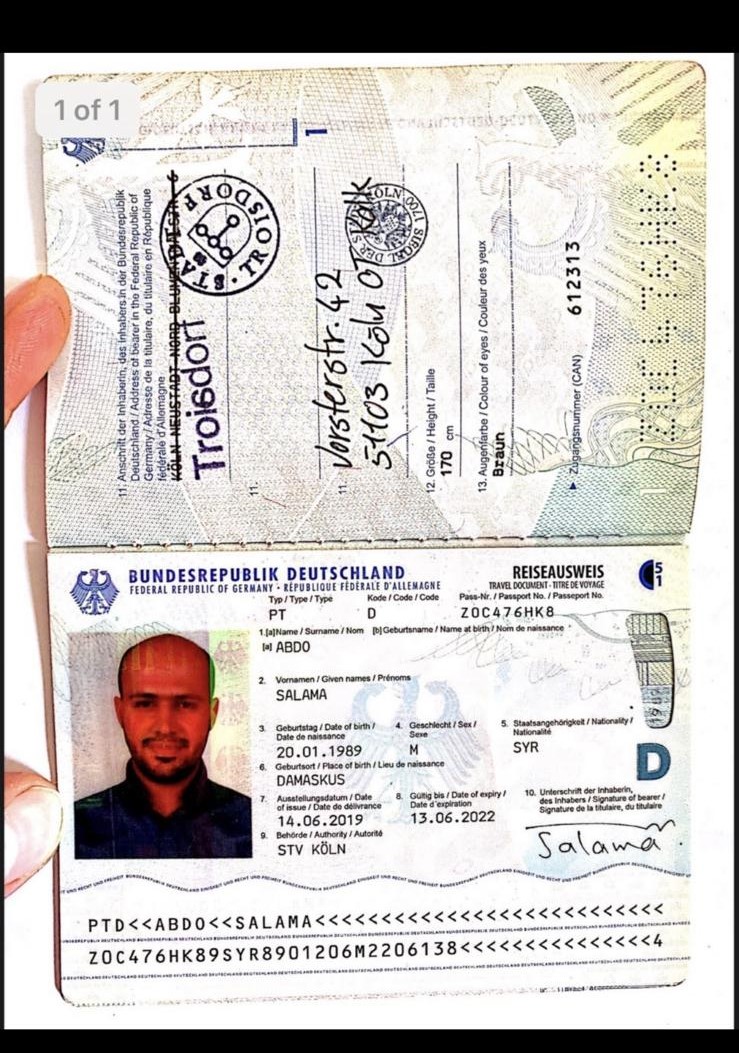 1 of 1
1
11. Anschrift der Inhaberin, des Inhabers in der Bundesrepublik
Deutschland / Address of bearer in the Federal Republic of
Germany / Adresse de la titulaire, du titulaire en République
fédérale d'Allemagne
KÖLN NEUSTADT-NORD
Troisdorf
STADT TROISDORF
11.
11.
Vorsterstr. 42
51103 Köln OT Kalk
12. Größe / Height / Taille
170 cm
13. Augenfarbe / Colour of eyes / Couleur des yeux
Braun
▶ Zugangsnummer (CAN) 612313
BUNDESREPUBLIK DEUTSCHLAND
FEDERAL REPUBLIC OF GERMANY · RÉPUBLIQUE FÉDÉRALE D'ALLEMAGNE
REISEAUSWEIS
TRAVEL DOCUMENT - TITRE DE VOYAGE
51
Typ / Type / Type Kode / Code / Code Pass-Nr. / Passport No. / Passeport No.
PT D Z0C476HK8
1.[a]Name / Surname / Nom [b]Geburtsname / Name at birth / Nom de naissance
[a] ABDO
2. Vornamen / Given names / Prénoms
SALAMA
3. Geburtstag / Date of birth / Date de naissance
20.01.1989
4. Geschlecht / Sex / Sexe
M
5. Staatsangehörigkeit / Nationality / Nationalité
SYR
6. Geburtsort / Place of birth / Lieu de naissance
DAMASKUS
7. Ausstellungsdatum / Date of issue / Date de délivrance
14.06.2019
8. Gültig bis / Date of expiry / Date d'expiration
13.06.2022
9. Behörde / Authority / Autorité
STV KÖLN
10. Unterschrift der Inhaberin, des Inhabers / Signature of bearer / Signature de la titulaire, du titulaire
Salama
D
PTD<<ABDO<<SALAMA<<<<<<<<<<<<<<<<<<<<<<<<<<<
Z0C476HK89SYR8901206M2206138<<<<<<<<<<<<<<<4